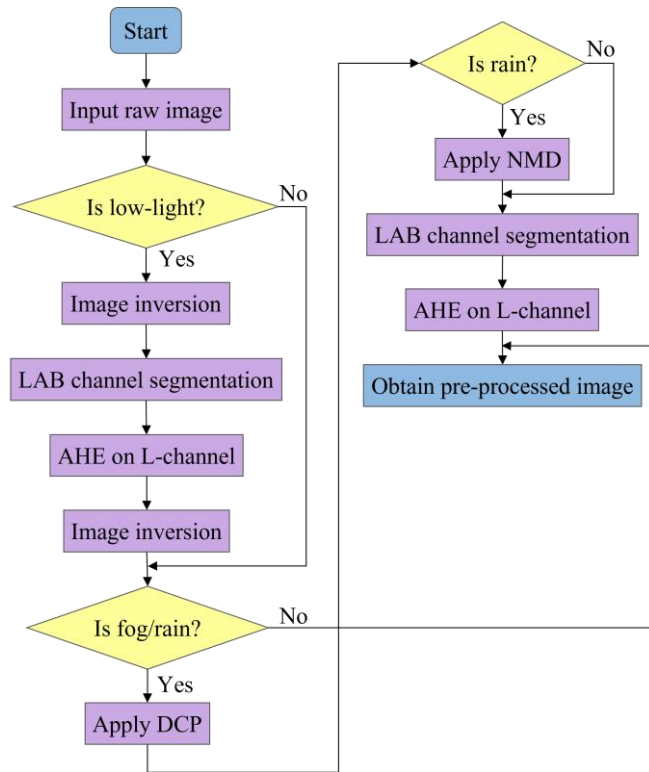 Start
Input raw image
Is low-light?
No
Yes
Image inversion
LAB channel segmentation
AHE on L-channel
Image inversion
Is fog/rain?
No
Yes
Apply DCP
Is rain?
No
Yes
Apply NMD
LAB channel segmentation
AHE on L-channel
Obtain pre-processed image